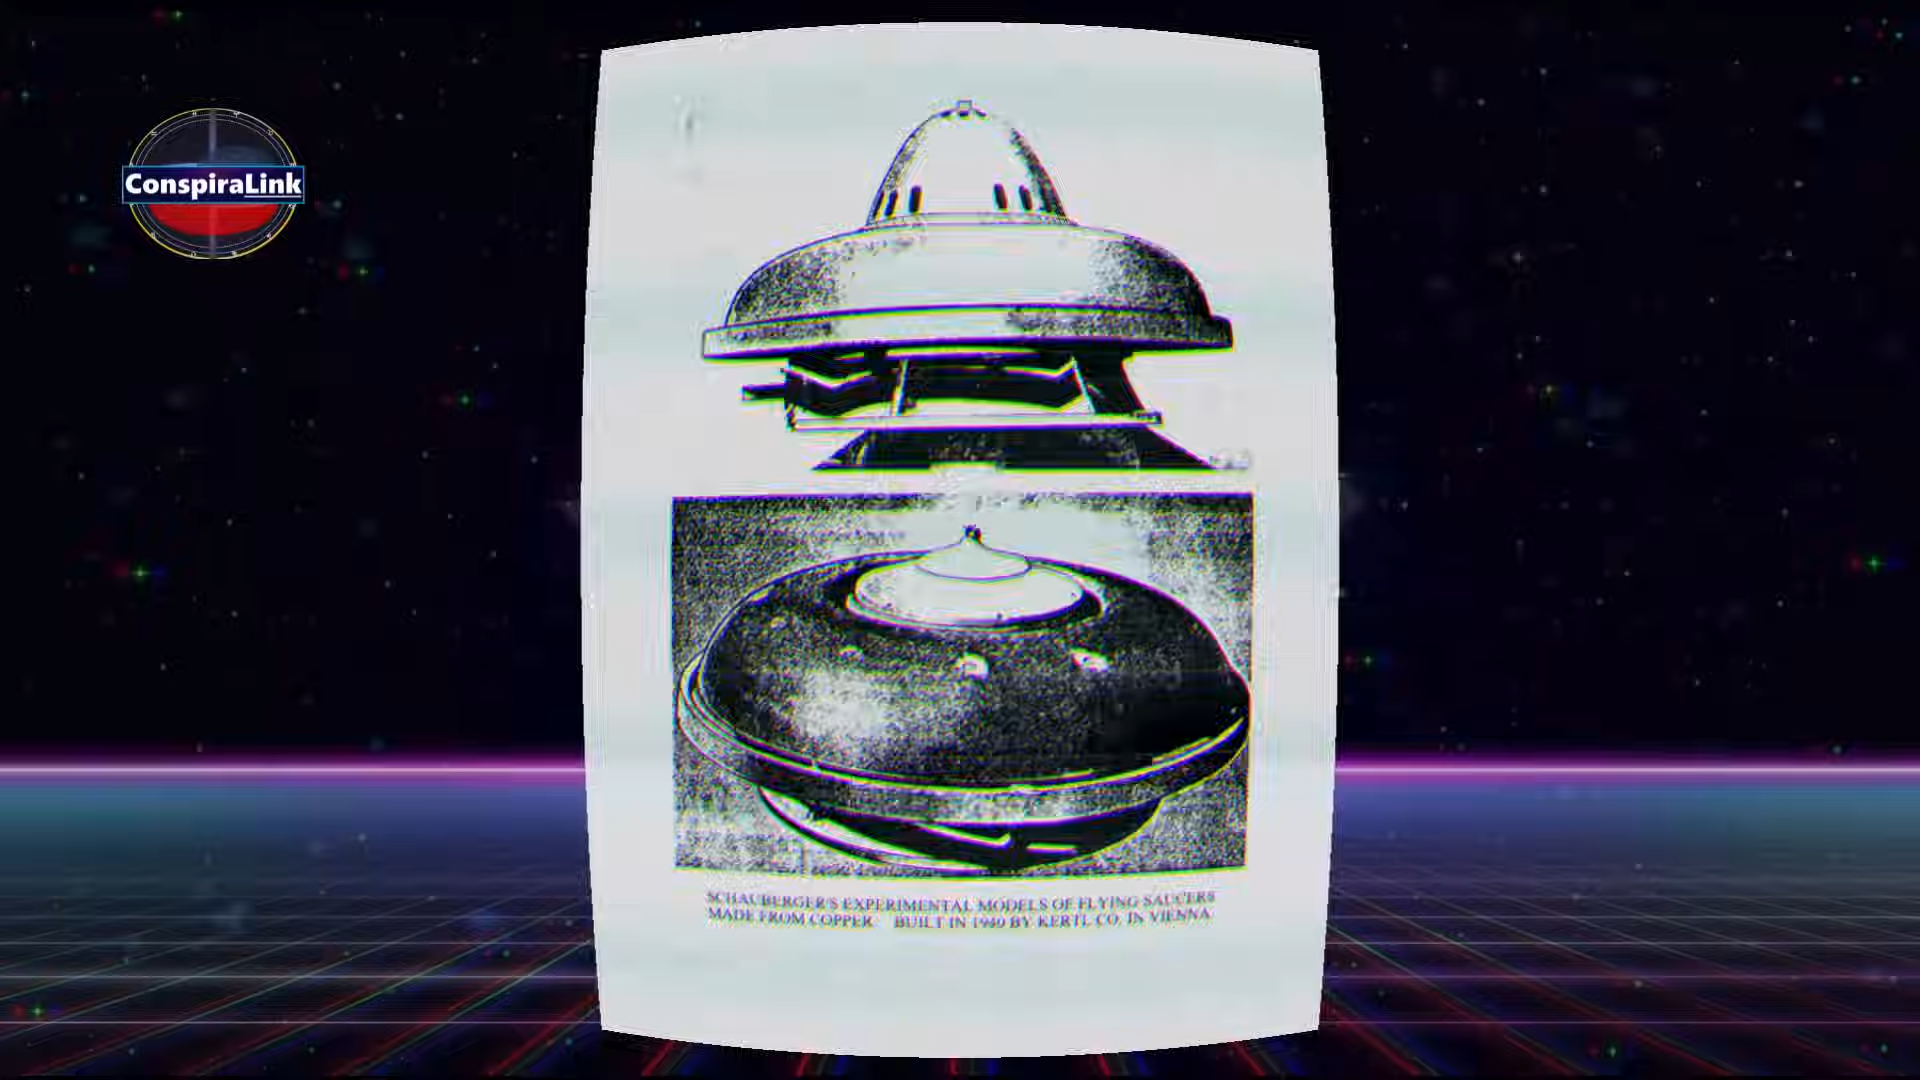 ConspiraLink
SCHAUBERGER'S EXPERIMENTAL MODELS OF FLYING SAUCERS
MADE FROM COPPER BUILT IN 1940 BY KERTL CO. IN VIENNA